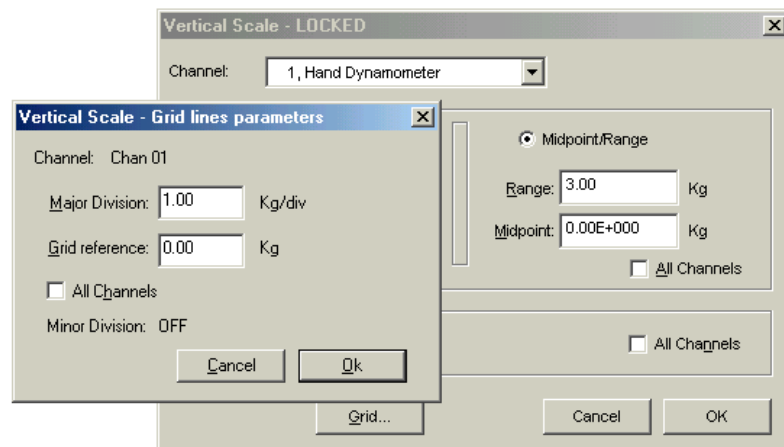 Vertical Scale - LOCKED
Channel: 1, Hand Dynamometer
Vertical Scale - Grid lines parameters
Channel: Chan 01
Major Division: 1.00 Kg/div
Grid reference: 0.00 Kg
All Channels
Minor Division: OFF
Cancel Ok
Midpoint/Range
Range: 3.00 Kg
Midpoint: 0.00E+000 Kg
All Channels
All Channels
Grid... Cancel OK